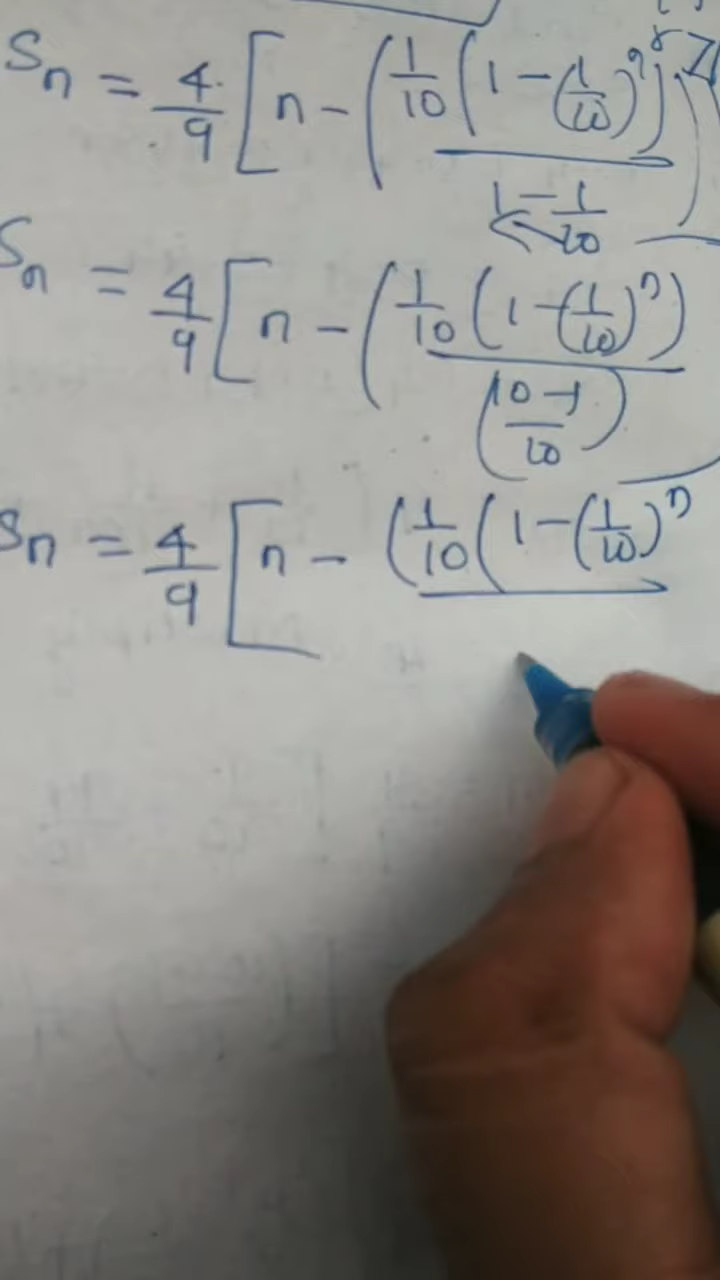 Sn = 4/9 [ n - ( 1/10 ( 1 - (1/10)^n ) / 1 - 1/10
Sn = 4/9 [ n - ( 1/10 ( 1 - (1/10)^n ) / ( 10 - 1 / 10 )
Sn = 4/9 [ n - ( 1/10 ( 1 - (1/10)^n